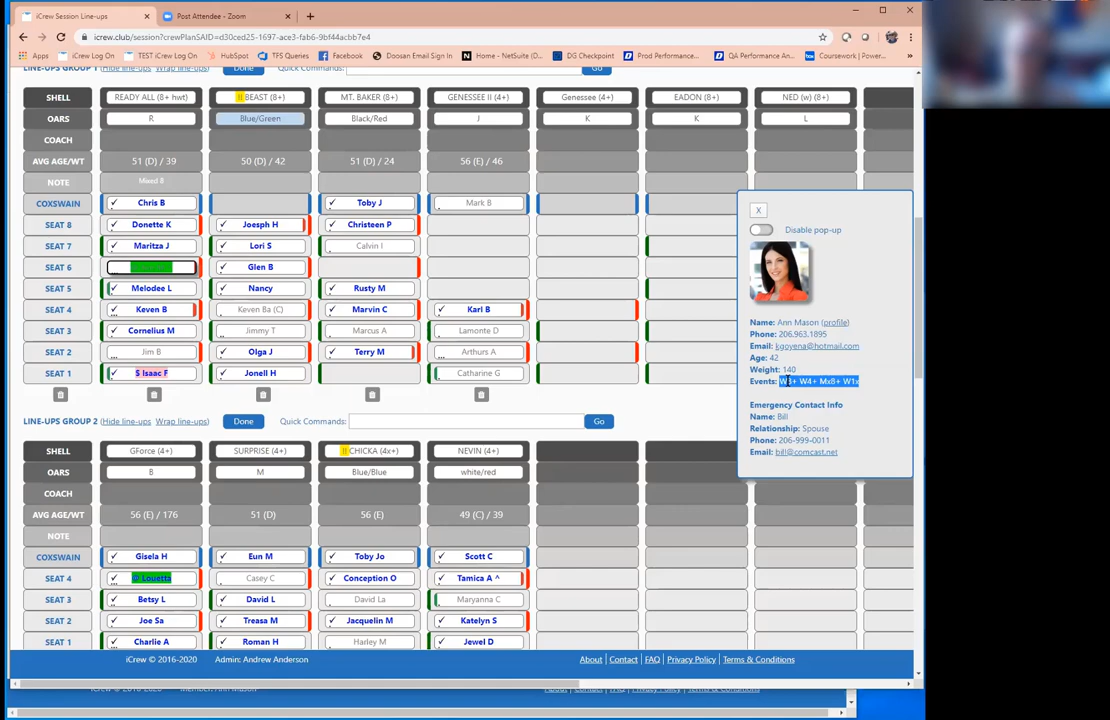 iCrew Session Line-ups
Post Attendee - Zoom
icrew.club/session?crewPlanSAID=d30ced25-1697-ace3-fab6-9bf44acbb7e4
Apps iCrew Log On TEST iCrew Log On HubSpot TFS Queries Facebook Doosan Email Sign In Home - NetSuite (N... DG Checkpoint Prod Performance... QA Performance An... Coursework | Power...
LINE-UPS GROUP 1 (Hide line-ups Wrap line-ups) Done Quick Commands: Go
SHELL READY ALL (8+ hwt) !! BEAST (8+) MT. BAKER (8+) GENESSEE II (4+) Genessee (4+) EADON (8+) NED (w) (8+)
OARS R Blue/Green Black/Red J K K L
COACH
AVG AGE/WT 51 (D) / 39 50 (D) / 42 51 (D) / 24 56 (E) / 46
NOTE Mixed 8
COXSWAIN ✓ Chris B ✓ Toby J Mark B
SEAT 8 ✓ Donette K ✓ Joesph H ✓ Christeen P
SEAT 7 ✓ Maritza J ✓ Lori S Calvin I
SEAT 6 ✓ Glen B
SEAT 5 ✓ Melodee L ✓ Nancy ✓ Rusty M
SEAT 4 ✓ Keven B Keven Ba (C) ✓ Marvin C ✓ Karl B
SEAT 3 ✓ Cornelius M Jimmy T Marcus A Lamonte D
SEAT 2 Jim B ✓ Olga J ✓ Terry M Arthurs A
SEAT 1 ✓ S Isaac F ✓ Jonell H Catharine G
X
Disable pop-up
Name: Ann Mason (profile)
Phone: 206.963.1895
Email: kgoyena@hotmail.com
Age: 42
Weight: 140
Events: W8+ W4+ Mx8+ W1x
Emergency Contact Info
Name: Bill
Relationship: Spouse
Phone: 206-999-0011
Email: bill@comcast.net
LINE-UPS GROUP 2 (Hide line-ups Wrap line-ups) Done Quick Commands: Go
SHELL GForce (4+) SURPRISE (4+) !! CHICKA (4x+) NEVIN (4+)
OARS B M Blue/Blue white/red
COACH
AVG AGE/WT 56 (E) / 176 51 (D) 56 (E) 49 (C) / 39
NOTE
COXSWAIN ✓ Gisela H ✓ Eun M ✓ Toby Jo ✓ Scott C
SEAT 4 ✓ @ Louetta Casey C ✓ Conception O ✓ Tamica A ^
SEAT 3 ✓ Betsy L ✓ David L David La Maryanna C
SEAT 2 ✓ Joe Sa ✓ Treasa M ✓ Jacquelin M ✓ Katelyn S
SEAT 1 ✓ Charlie A ✓ Roman H Harley M ✓ Jewel D
iCrew © 2016-2020 Admin: Andrew Anderson About Contact FAQ Privacy Policy Terms & Conditions